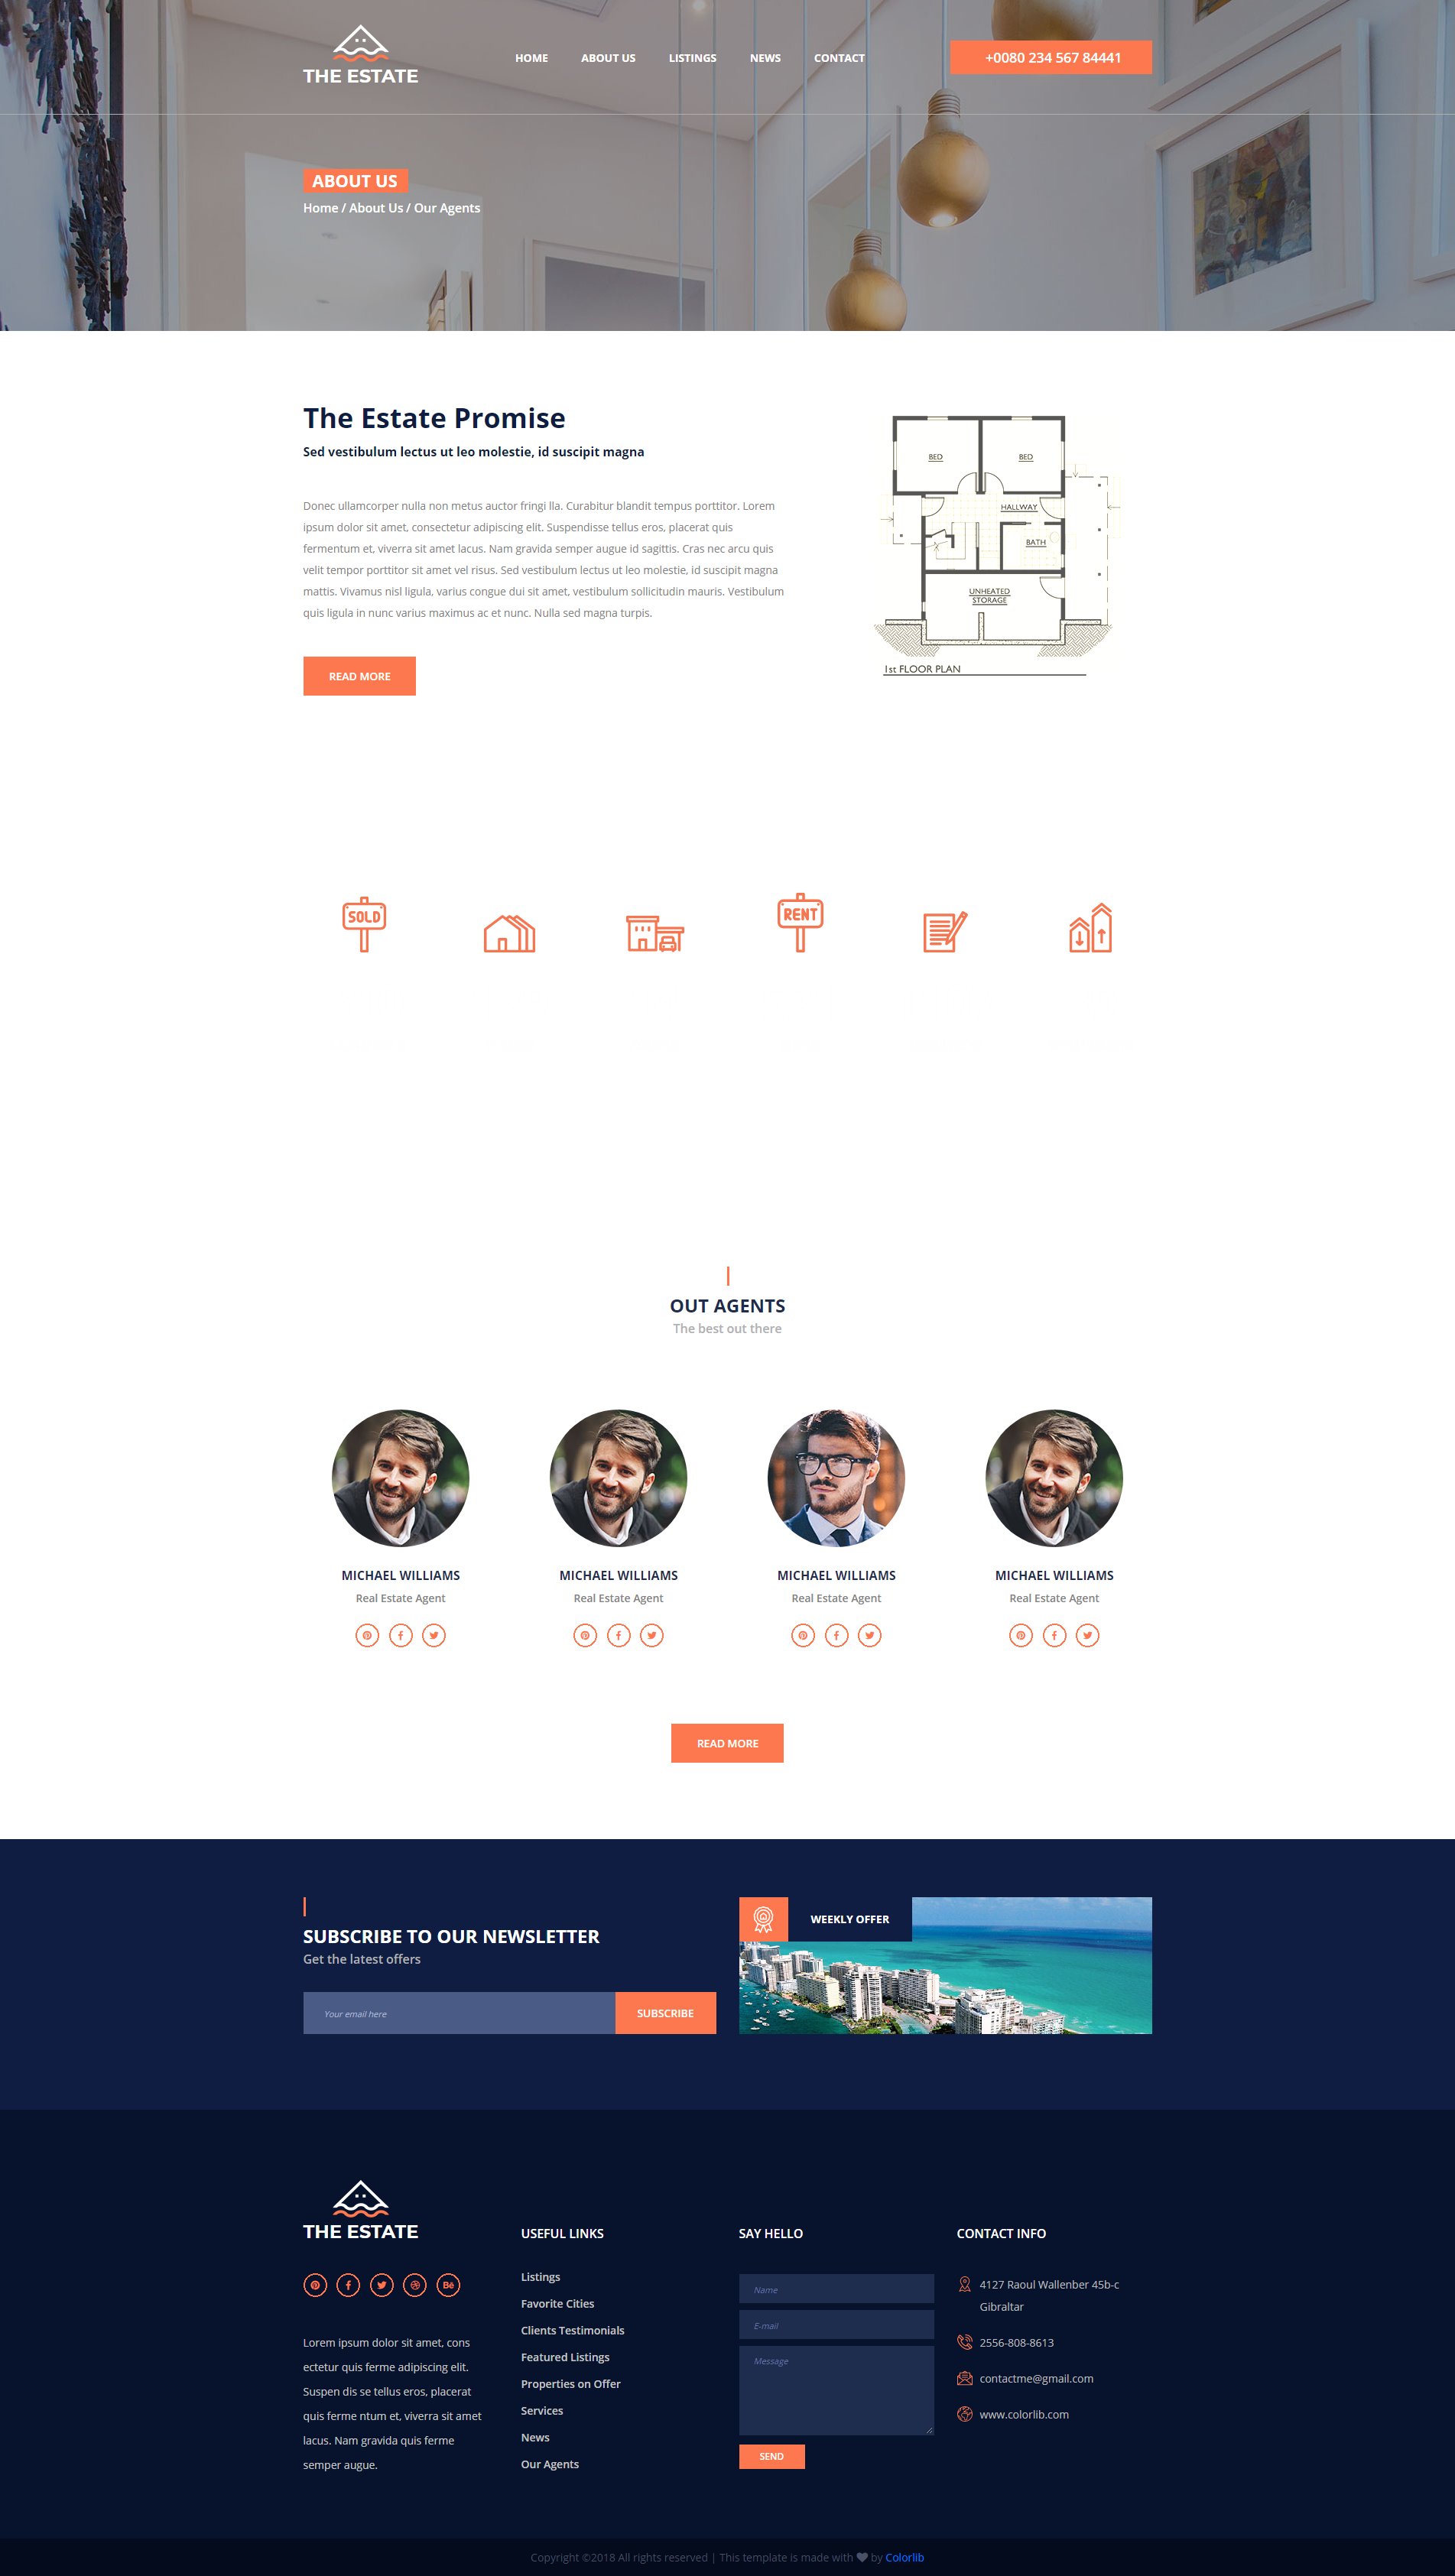 THE ESTATE
HOME ABOUT US LISTINGS NEWS CONTACT
+0080 234 567 84441
ABOUT US
Home / About Us / Our Agents
The Estate Promise
Sed vestibulum lectus ut leo molestie, id suscipit magna
Donec ullamcorper nulla non metus auctor fringi lla. Curabitur blandit tempus porttitor. Lorem
ipsum dolor sit amet, consectetur adipiscing elit. Suspendisse tellus eros, placerat quis
fermentum et, viverra sit amet lacus. Nam gravida semper augue id sagittis. Cras nec arcu quis
velit tempor porttitor sit amet vel risus. Sed vestibulum lectus ut leo molestie, id suscipit magna
mattis. Vivamus nisl ligula, varius congue dui sit amet, vestibulum sollicitudin mauris. Vestibulum
quis ligula in nunc varius maximus ac et nunc. Nulla sed magna turpis.
READ MORE
BED
BED
HALLWAY
BATH
UNHEATED
STORAGE
1st FLOOR PLAN
SOLD
RENT
OUT AGENTS
The best out there
MICHAEL WILLIAMS
Real Estate Agent
MICHAEL WILLIAMS
Real Estate Agent
MICHAEL WILLIAMS
Real Estate Agent
MICHAEL WILLIAMS
Real Estate Agent
READ MORE
SUBSCRIBE TO OUR NEWSLETTER
Get the latest offers
Your email here
SUBSCRIBE
WEEKLY OFFER
THE ESTATE
Bē
Lorem ipsum dolor sit amet, cons
ectetur quis ferme adipiscing elit.
Suspen dis se tellus eros, placerat
quis ferme ntum et, viverra sit amet
lacus. Nam gravida quis ferme
semper augue.
USEFUL LINKS
Listings
Favorite Cities
Clients Testimonials
Featured Listings
Properties on Offer
Services
News
Our Agents
SAY HELLO
Name
E-mail
Message
SEND
CONTACT INFO
4127 Raoul Wallenber 45b-c
Gibraltar
2556-808-8613
contactme@gmail.com
www.colorlib.com
Copyright ©2018 All rights reserved | This template is made with ♥ by Colorlib